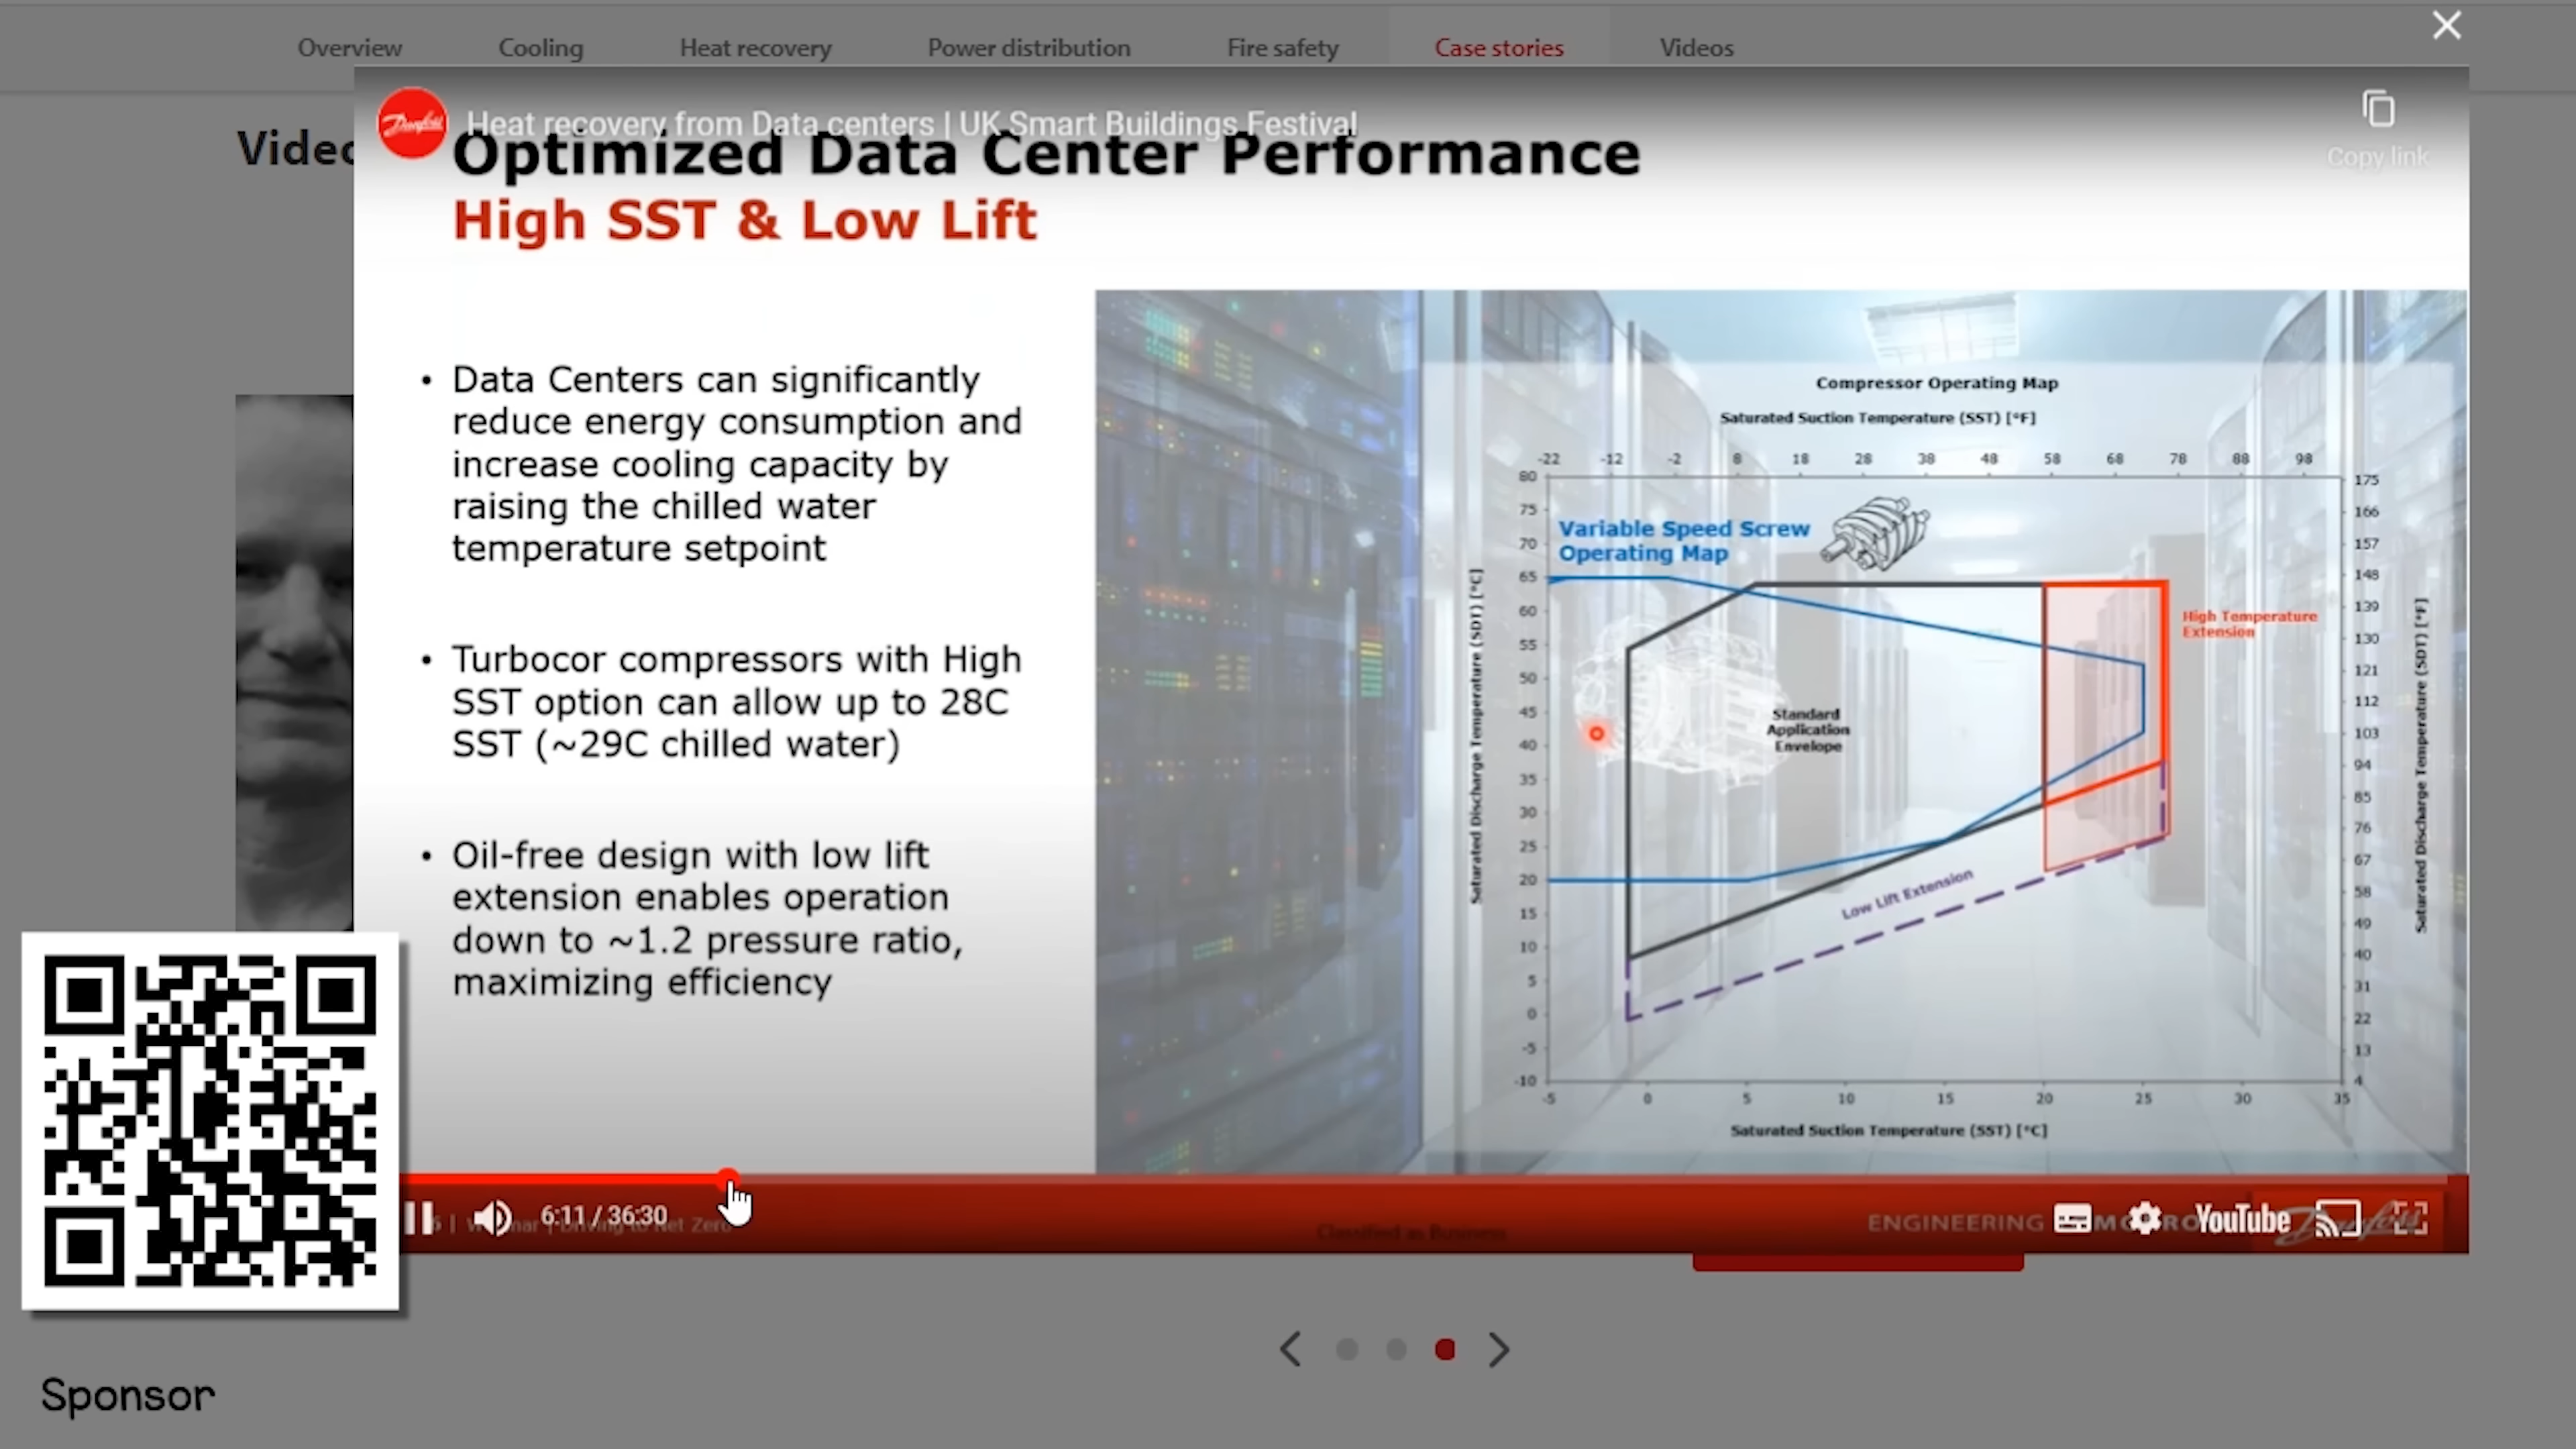 Overview
Cooling
Heat recovery
Power distribution
Fire safety
Case stories
Videos
Danfoss
Heat recovery from Data centers | UK Smart Buildings Festival
Copy link
Optimized Data Center Performance
High SST & Low Lift
• Data Centers can significantly
reduce energy consumption and
increase cooling capacity by
raising the chilled water
temperature setpoint
• Turbocor compressors with High
SST option can allow up to 28C
SST (~29C chilled water)
• Oil-free design with low lift
extension enables operation
down to ~1.2 pressure ratio,
maximizing efficiency
Compressor Operating Map
Saturated Suction Temperature (SST) [°F]
-22 -12 -2 8 18 28 38 48 58 68 78 88 98
80
75
70
65
60
55
50
45
40
35
30
25
20
15
10
5
0
-5
-10
Saturated Discharge Temperature (SDT) [°C]
Variable Speed Screw
Operating Map
High Temperature
Extension
Standard
Application
Envelope
Low Lift Extension
175
166
157
148
139
130
121
112
103
94
85
76
67
58
49
40
31
22
13
4
Saturated Discharge Temperature (SDT) [°F]
-5 0 5 10 15 20 25 30 35
Saturated Suction Temperature (SST) [°C]
6:11 / 36:30
Driving to Net Zero
Classified as Business
ENGINEERING
YouTube
Danfoss
Sponsor